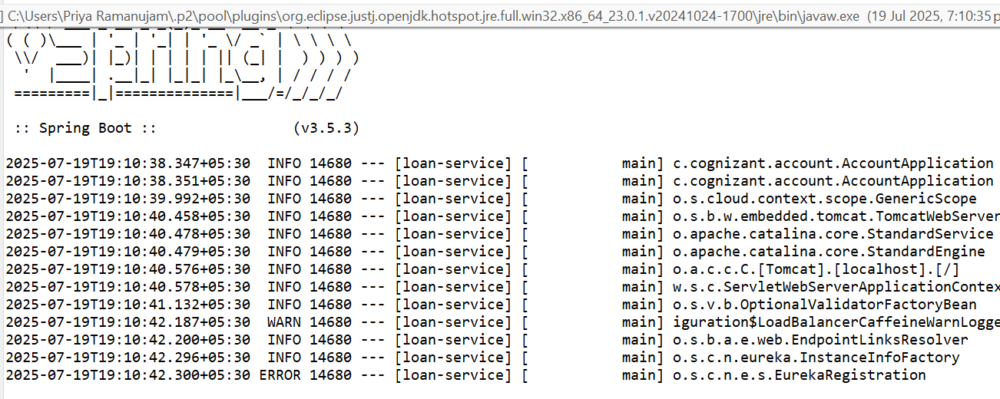 ] C:\Users\Priya Ramanujam\.p2\pool\plugins\org.eclipse.justj.openjdk.hotspot.jre.full.win32.x86_64_23.0.1.v20241024-1700\jre\bin\javaw.exe (19 Jul 2025, 7:10:35 p
( ( )\___ | '_ | '_| | '_ \/ _` | \ \ \ \
 \\/  ___)| |_)| | | | | || (_| |  ) ) ) )
  '  |____| .__|_| |_|_| |_\__, | / / / /
 =========|_|==============|___/=/_/_/_/
:: Spring Boot ::                (v3.5.3)
2025-07-19T19:10:38.347+05:30  INFO 14680 --- [loan-service] [           main] c.cognizant.account.AccountApplication
2025-07-19T19:10:38.351+05:30  INFO 14680 --- [loan-service] [           main] c.cognizant.account.AccountApplication
2025-07-19T19:10:39.992+05:30  INFO 14680 --- [loan-service] [           main] o.s.cloud.context.scope.GenericScope
2025-07-19T19:10:40.458+05:30  INFO 14680 --- [loan-service] [           main] o.s.b.w.embedded.tomcat.TomcatWebServer
2025-07-19T19:10:40.478+05:30  INFO 14680 --- [loan-service] [           main] o.apache.catalina.core.StandardService
2025-07-19T19:10:40.479+05:30  INFO 14680 --- [loan-service] [           main] o.apache.catalina.core.StandardEngine
2025-07-19T19:10:40.576+05:30  INFO 14680 --- [loan-service] [           main] o.a.c.c.C.[Tomcat].[localhost].[/]
2025-07-19T19:10:40.578+05:30  INFO 14680 --- [loan-service] [           main] w.s.c.ServletWebServerApplicationContex
2025-07-19T19:10:41.132+05:30  INFO 14680 --- [loan-service] [           main] o.s.v.b.OptionalValidatorFactoryBean
2025-07-19T19:10:42.187+05:30  WARN 14680 --- [loan-service] [           main] iguration$LoadBalancerCaffeineWarnLogge
2025-07-19T19:10:42.200+05:30  INFO 14680 --- [loan-service] [           main] o.s.b.a.e.web.EndpointLinksResolver
2025-07-19T19:10:42.296+05:30  INFO 14680 --- [loan-service] [           main] o.s.c.n.eureka.InstanceInfoFactory
2025-07-19T19:10:42.300+05:30 ERROR 14680 --- [loan-service] [           main] o.s.c.n.e.s.EurekaRegistration